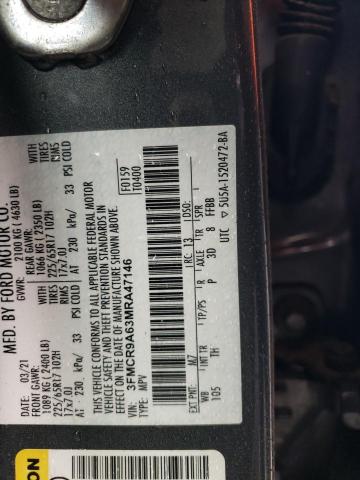 MFD. BY FORD MOTOR CO.
03/21
GVWR:
2100 KG ( 4630 LB)
FRONT GAWR:
1089 KG (2400 LB)
REAR GAWR:
1066 KG (2350 LB)
WITH
225/65R17 102H
TIRES
WITH
225/65R17 102H
TIRES
17x7.0J
RIMS
17x7.0J
RIMS
AT 230 kPa/ 33 PSI COLD
AT 230 kPa/ 33 PSI COLD
THIS VEHICLE CONFORMS TO ALL APPLICABLE FEDERAL MOTOR
VEHICLE SAFETY AND THEFT PREVENTION STANDARDS IN
EFFECT ON THE DATE OF MANUFACTURE SHOWN ABOVE.
VIN: 3FMCR9A63MRA47146
TYPE: MPV
F0159
T0400
EXT PNT: M7 RC: 13 DSO:
WB INT TR TP/PS R AXLE TR SPR
105 TH P 3D 8 FFBB
UTC 5U5A-1520472-BA